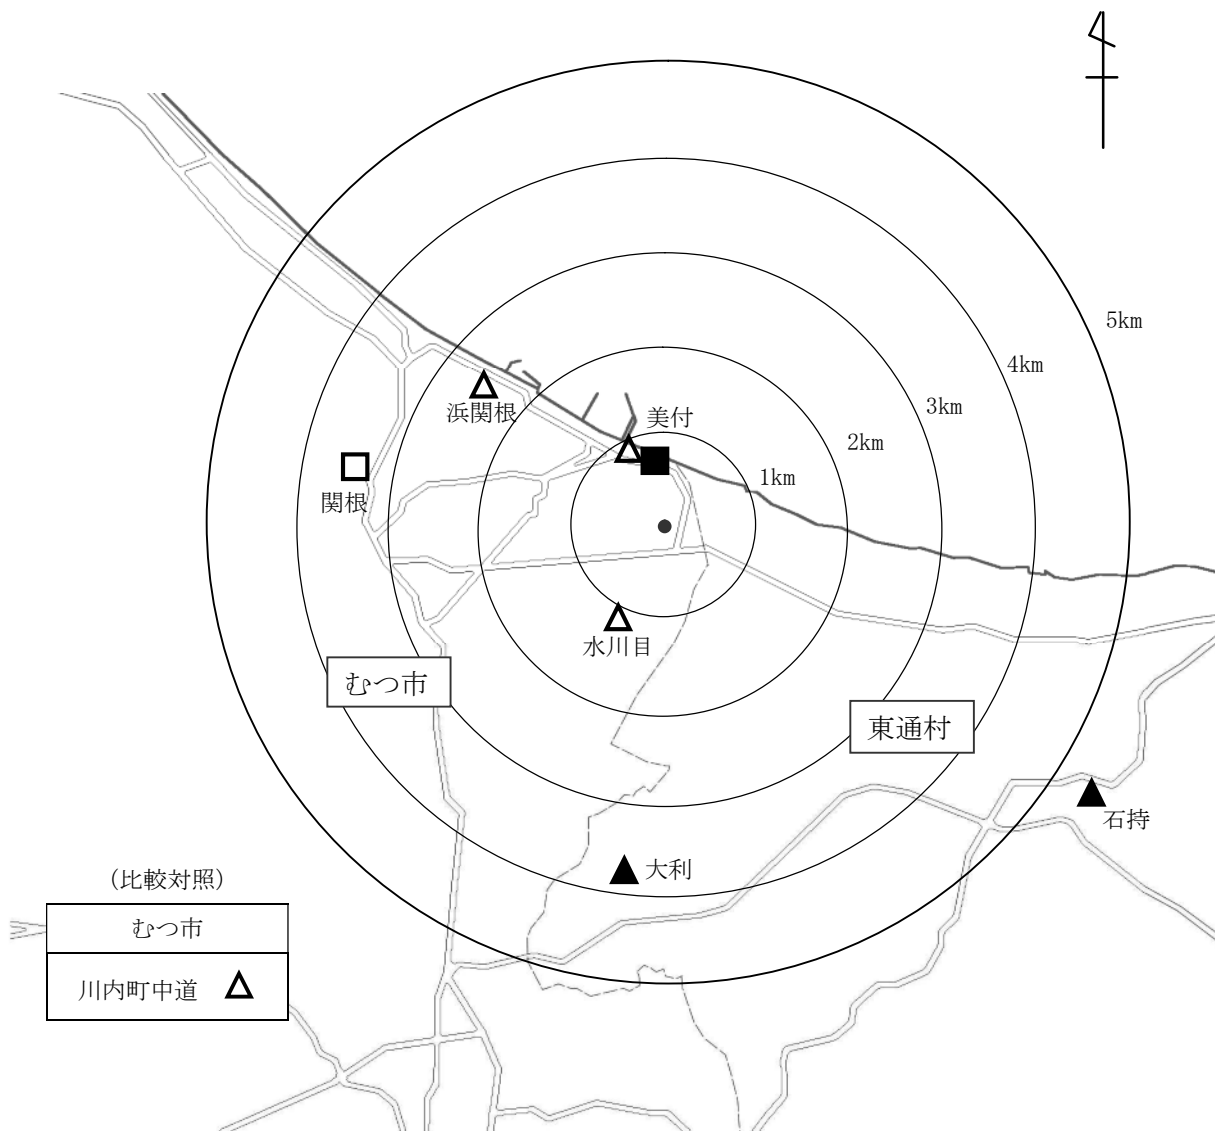 5km
4km
3km
美付
浜関根
2km
1km
関根
水川目
むつ市
東通村
石持
大利
（比較対照）
むつ市
川内町中道